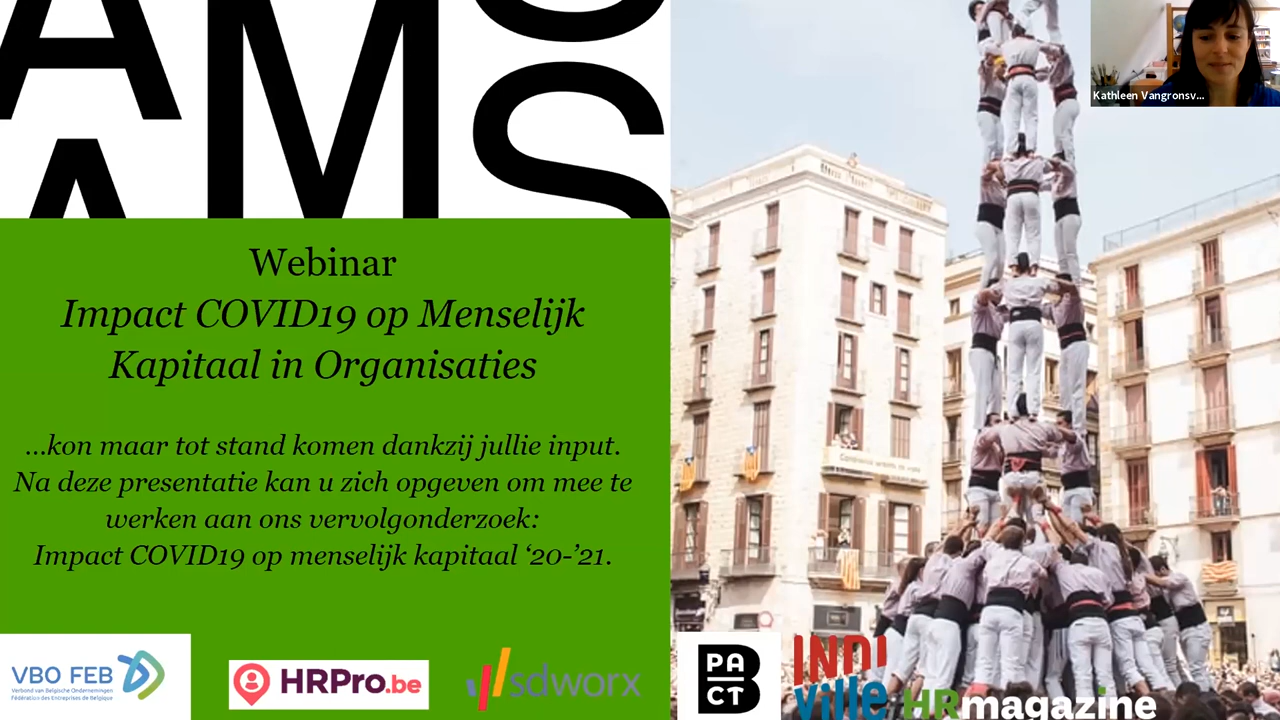 AMS
Kathleen Vangronsv...
Webinar
Impact COVID19 op Menselijk
Kapitaal in Organisaties
...kon maar tot stand komen dankzij jullie input.
Na deze presentatie kan u zich opgeven om mee te
werken aan ons vervolgonderzoek:
Impact COVID19 op menselijk kapitaal ‘20-’21.
VBO FEB
Verbond van Belgische Ondernemingen
Fédération des Entreprises de Belgique
HRPro.be
sdworx
PA
CT
INDI
ville
HRmagazine